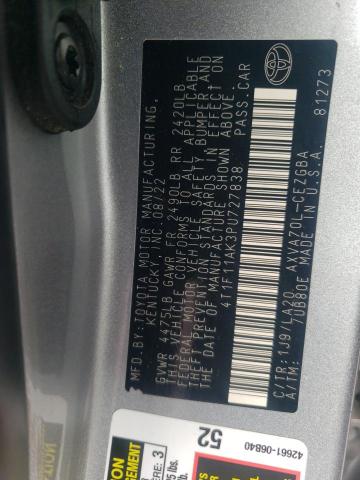 MFD.BY:TOYOTA MOTOR MANUFACTURING,
KENTUCKY, INC. 08/22
GVWR 4475LB GAWR FR 2490LB RR 2420LB
THIS VEHICLE CONFORMS TO ALL APPLICABLE
FEDERAL MOTOR VEHICLE SAFETY, BUMPER, AND
THEFT PREVENTION STANDARDS IN EFFECT ON
THE DATE OF MANUFACTURE SHOWN ABOVE.
4T1F11AK3PU727838 PASS.CAR
C/TR:1J9/LA20 AXVA70L-CEZGBA
A/TM: 7UB80E MADE IN U.S.A. 81273
42661-06B40
52